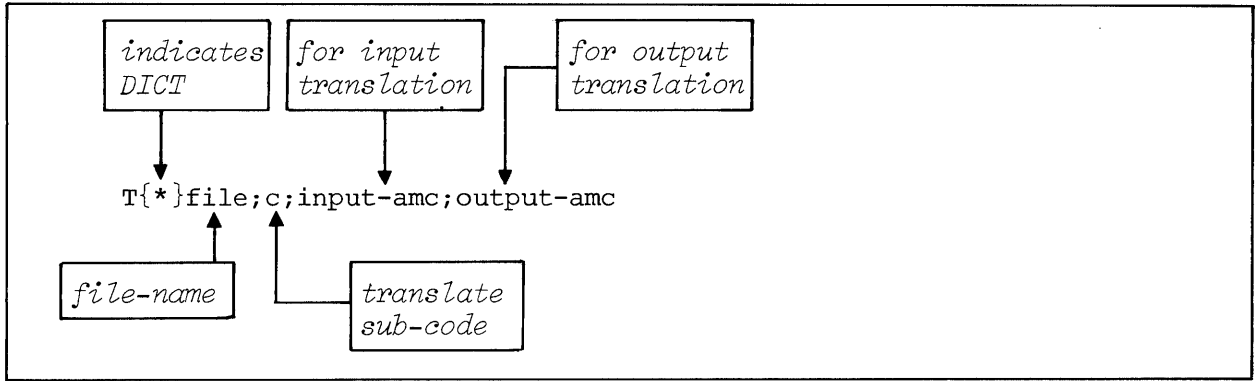 indicates
DICT
for input
translation
for output
translation
T{*}file;c;input-amc;output-amc
file-name
translate
sub-code